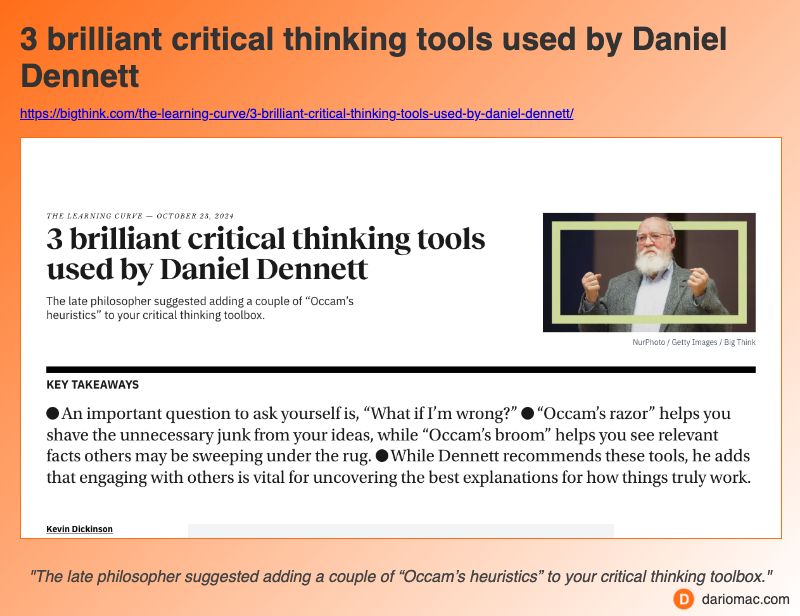 3 brilliant critical thinking tools used by Daniel
Dennett
https://bigthink.com/the-learning-curve/3-brilliant-critical-thinking-tools-used-by-daniel-dennett/
THE LEARNING CURVE — OCTOBER 23, 2024
3 brilliant critical thinking tools
used by Daniel Dennett
The late philosopher suggested adding a couple of “Occam’s
heuristics” to your critical thinking toolbox.
NurPhoto / Getty Images / Big Think
KEY TAKEAWAYS
● An important question to ask yourself is, “What if I’m wrong?” ● “Occam’s razor” helps you
shave the unnecessary junk from your ideas, while “Occam’s broom” helps you see relevant
facts others may be sweeping under the rug. ● While Dennett recommends these tools, he adds
that engaging with others is vital for uncovering the best explanations for how things truly work.
Kevin Dickinson
"The late philosopher suggested adding a couple of “Occam’s heuristics” to your critical thinking toolbox."
D dariomac.com